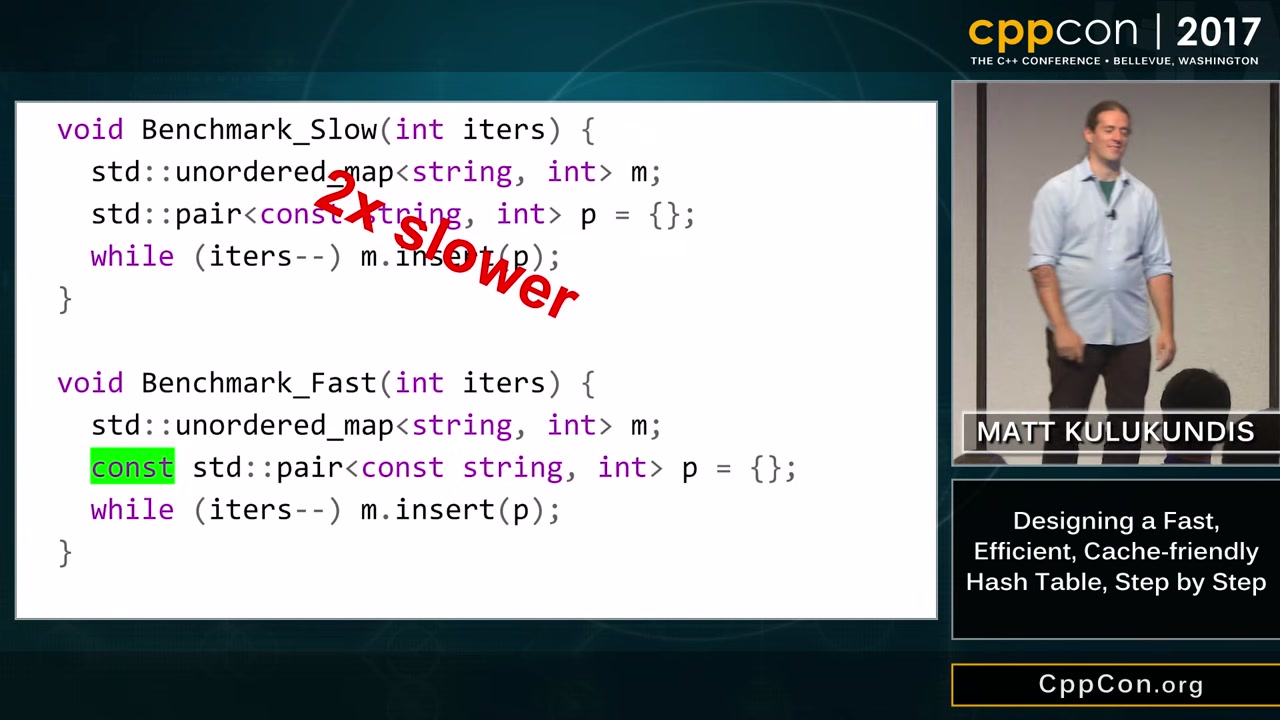 cppcon | 2017
THE C++ CONFERENCE • BELLEVUE, WASHINGTON
void Benchmark_Slow(int iters) {
  std::unordered_map<string, int> m;
  std::pair<const string, int> p = {};
  while (iters--) m.insert(p);
}
2x slower
void Benchmark_Fast(int iters) {
  std::unordered_map<string, int> m;
  const std::pair<const string, int> p = {};
  while (iters--) m.insert(p);
}
MATT KULUKUNDIS
Designing a Fast,
Efficient, Cache-friendly
Hash Table, Step by Step
CppCon.org